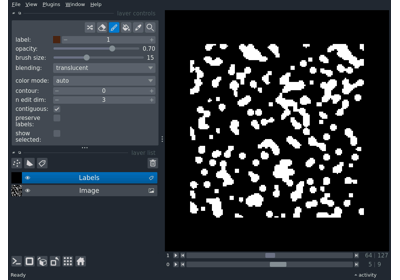 File View Plugins Window Help
layer controls
label: 1
opacity: 0.70
brush size: 15
blending: translucent
color mode: auto
contour: 0
n edit dim: 3
contiguous:
preserve
labels:
show
selected:
layer list
Labels
Image
1 64 127
0 5 9
Ready
activity